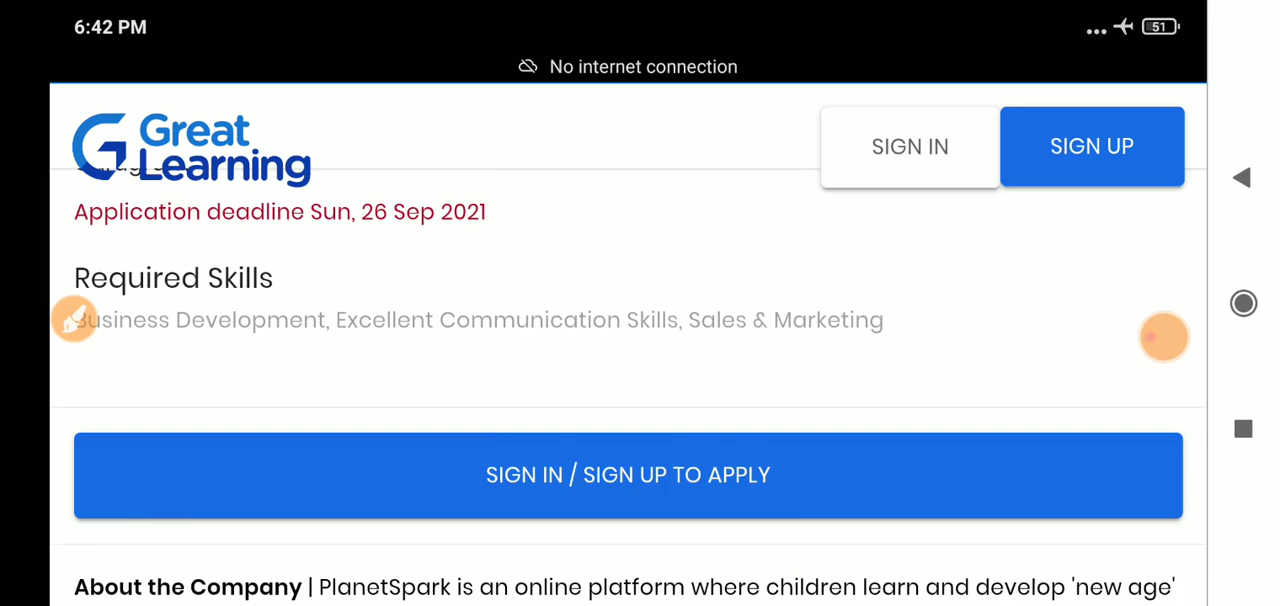 6:42 PM
51
No internet connection
Great
Learning
SIGN IN
SIGN UP
Application deadline Sun, 26 Sep 2021
Required Skills
Business Development, Excellent Communication Skills, Sales & Marketing
SIGN IN / SIGN UP TO APPLY
About the Company | PlanetSpark is an online platform where children learn and develop 'new age'